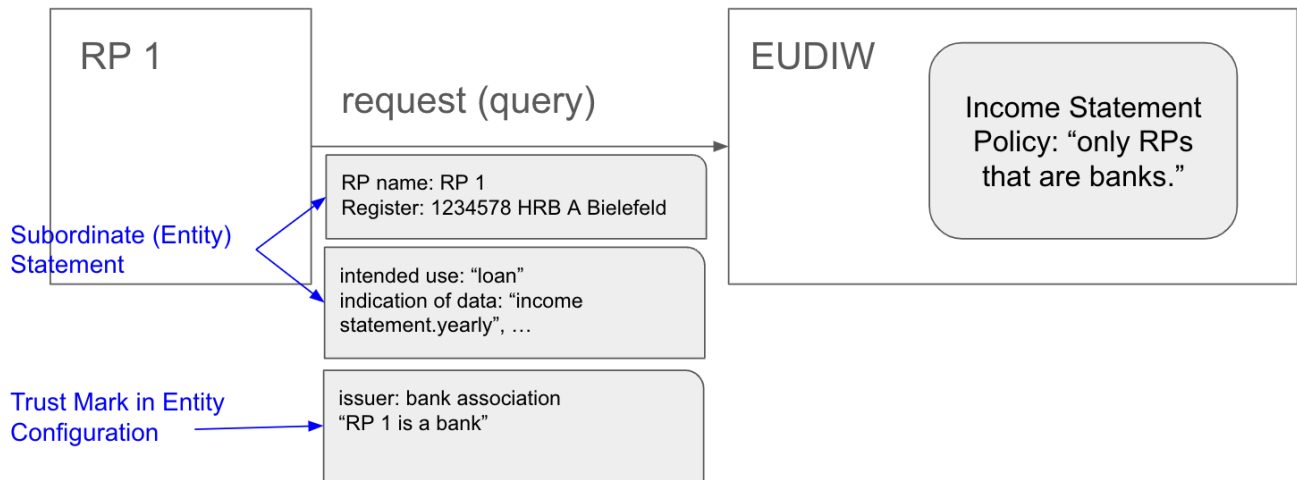 RP 1
EUDIW
request (query)
Income Statement
Policy: “only RPs
that are banks.”
RP name: RP 1
Register: 1234578 HRB A Bielefeld
Subordinate (Entity)
Statement
intended use: “loan”
indication of data: “income
statement.yearly”, …
Trust Mark in Entity
Configuration
issuer: bank association
“RP 1 is a bank”